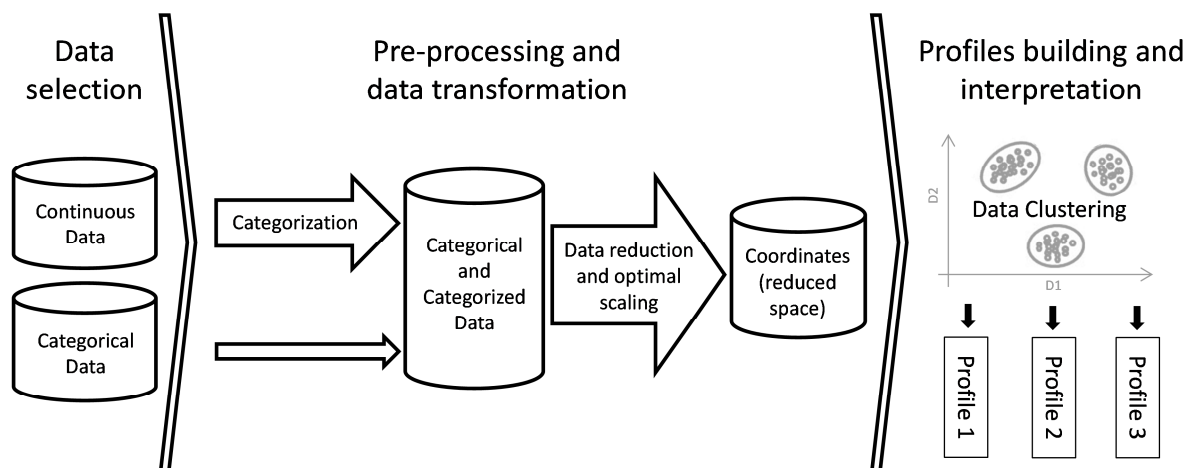 Data
selection
Pre-processing and
data transformation
Profiles building and
interpretation
Continuous
Data
Categorical
Data
Categorization
Categorical
and
Categorized
Data
Data reduction
and optimal
scaling
Coordinates
(reduced
space)
D2
Data Clustering
D1
Profile 1
Profile 2
Profile 3